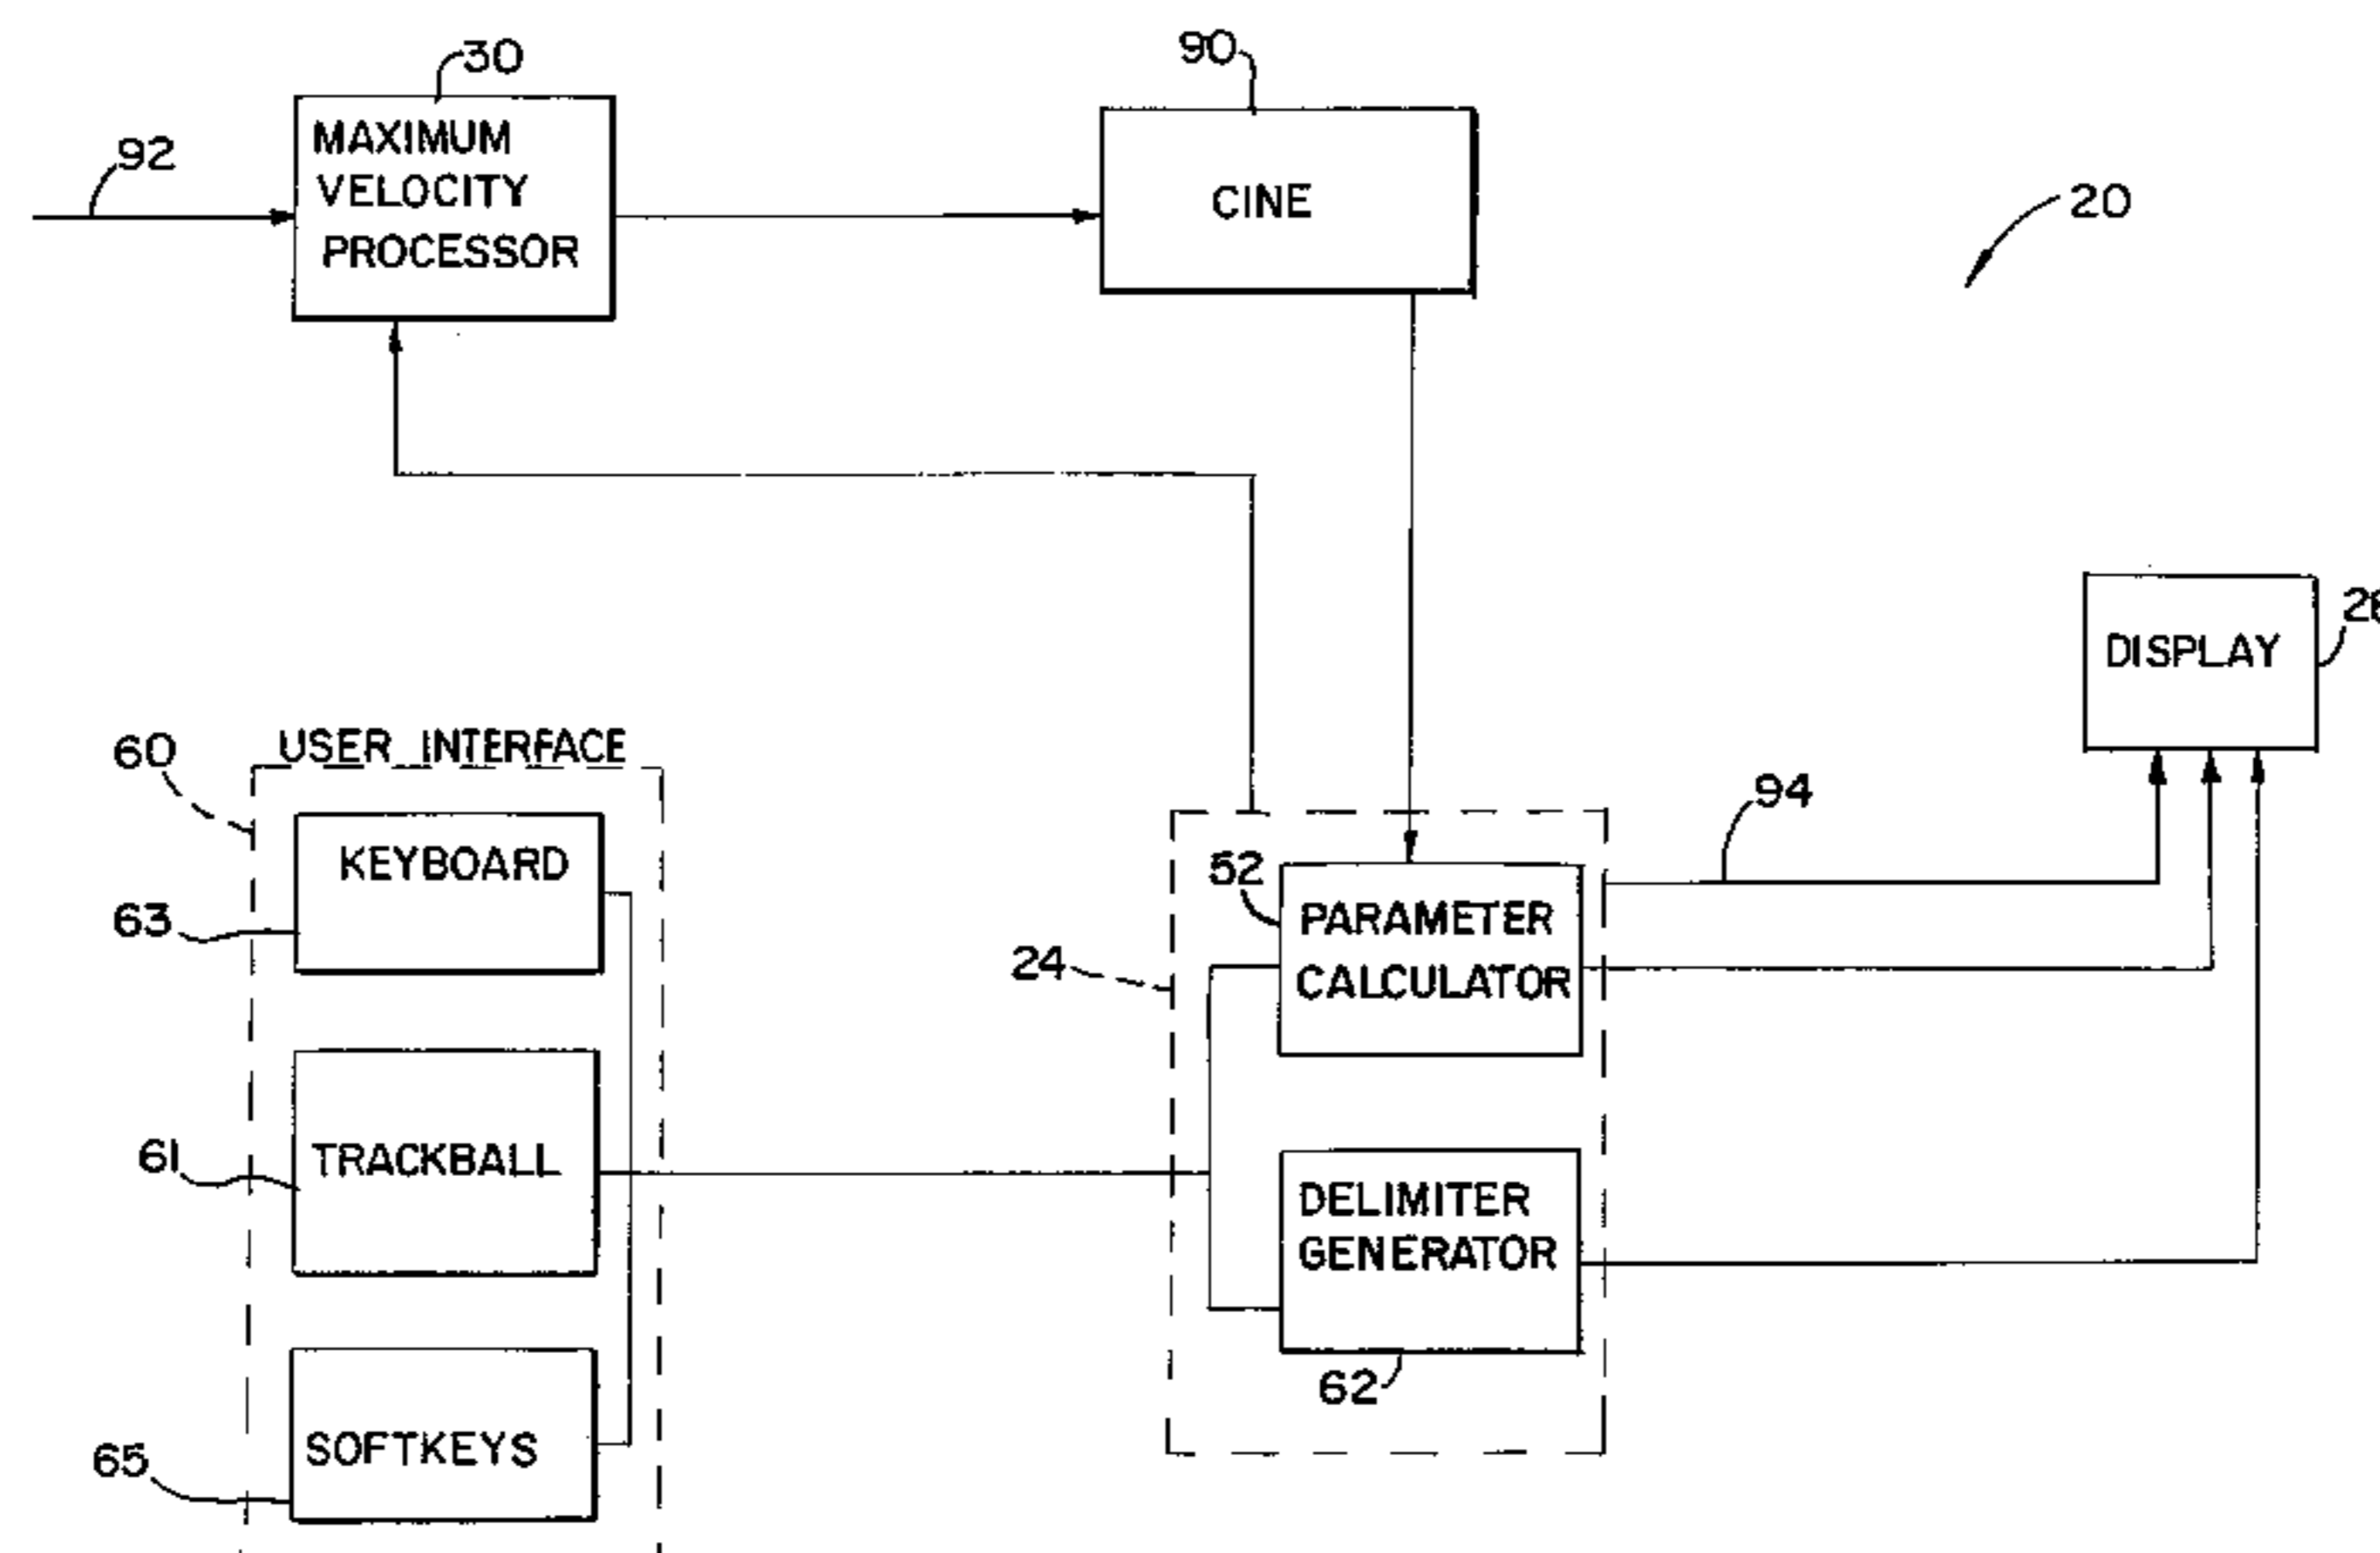 30
90
MAXIMUM
VELOCITY
PROCESSOR
92
CINE
20
DISPLAY
60
USER INTERFACE
KEYBOARD
63
94
52
PARAMETER
CALCULATOR
24
61
TRACKBALL
DELIMITER
GENERATOR
62
65
SOFTKEYS